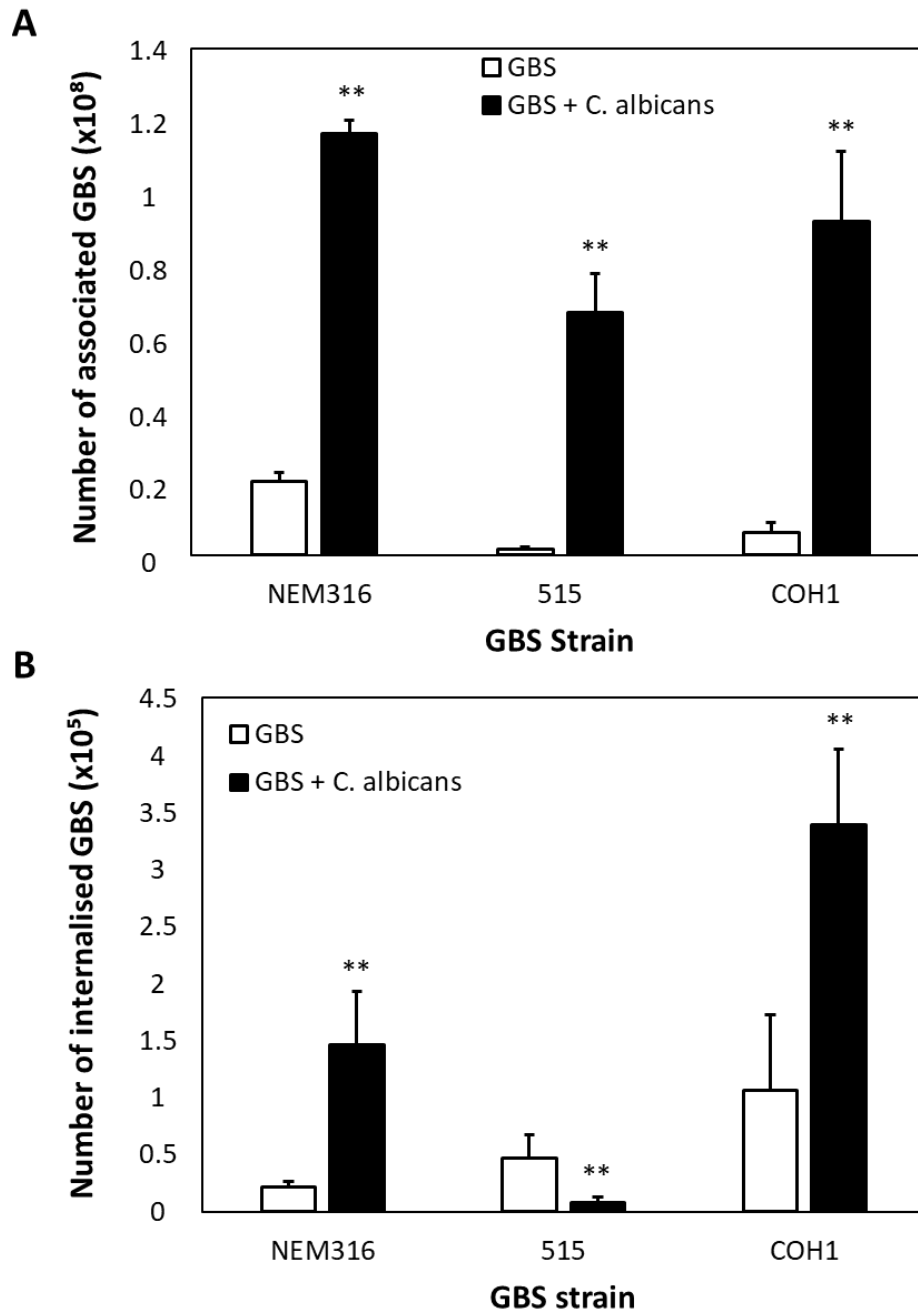 A
Number of associated GBS (x10⁸)
1.4
1.2
1
0.8
0.6
0.4
0.2
0
GBS
GBS + C. albicans
**
**
**
NEM316 515 COH1
GBS Strain
B
Number of internalised GBS (x10⁵)
4.5
4
3.5
3
2.5
2
1.5
1
0.5
0
GBS
GBS + C. albicans
**
**
**
NEM316 515 COH1
GBS strain